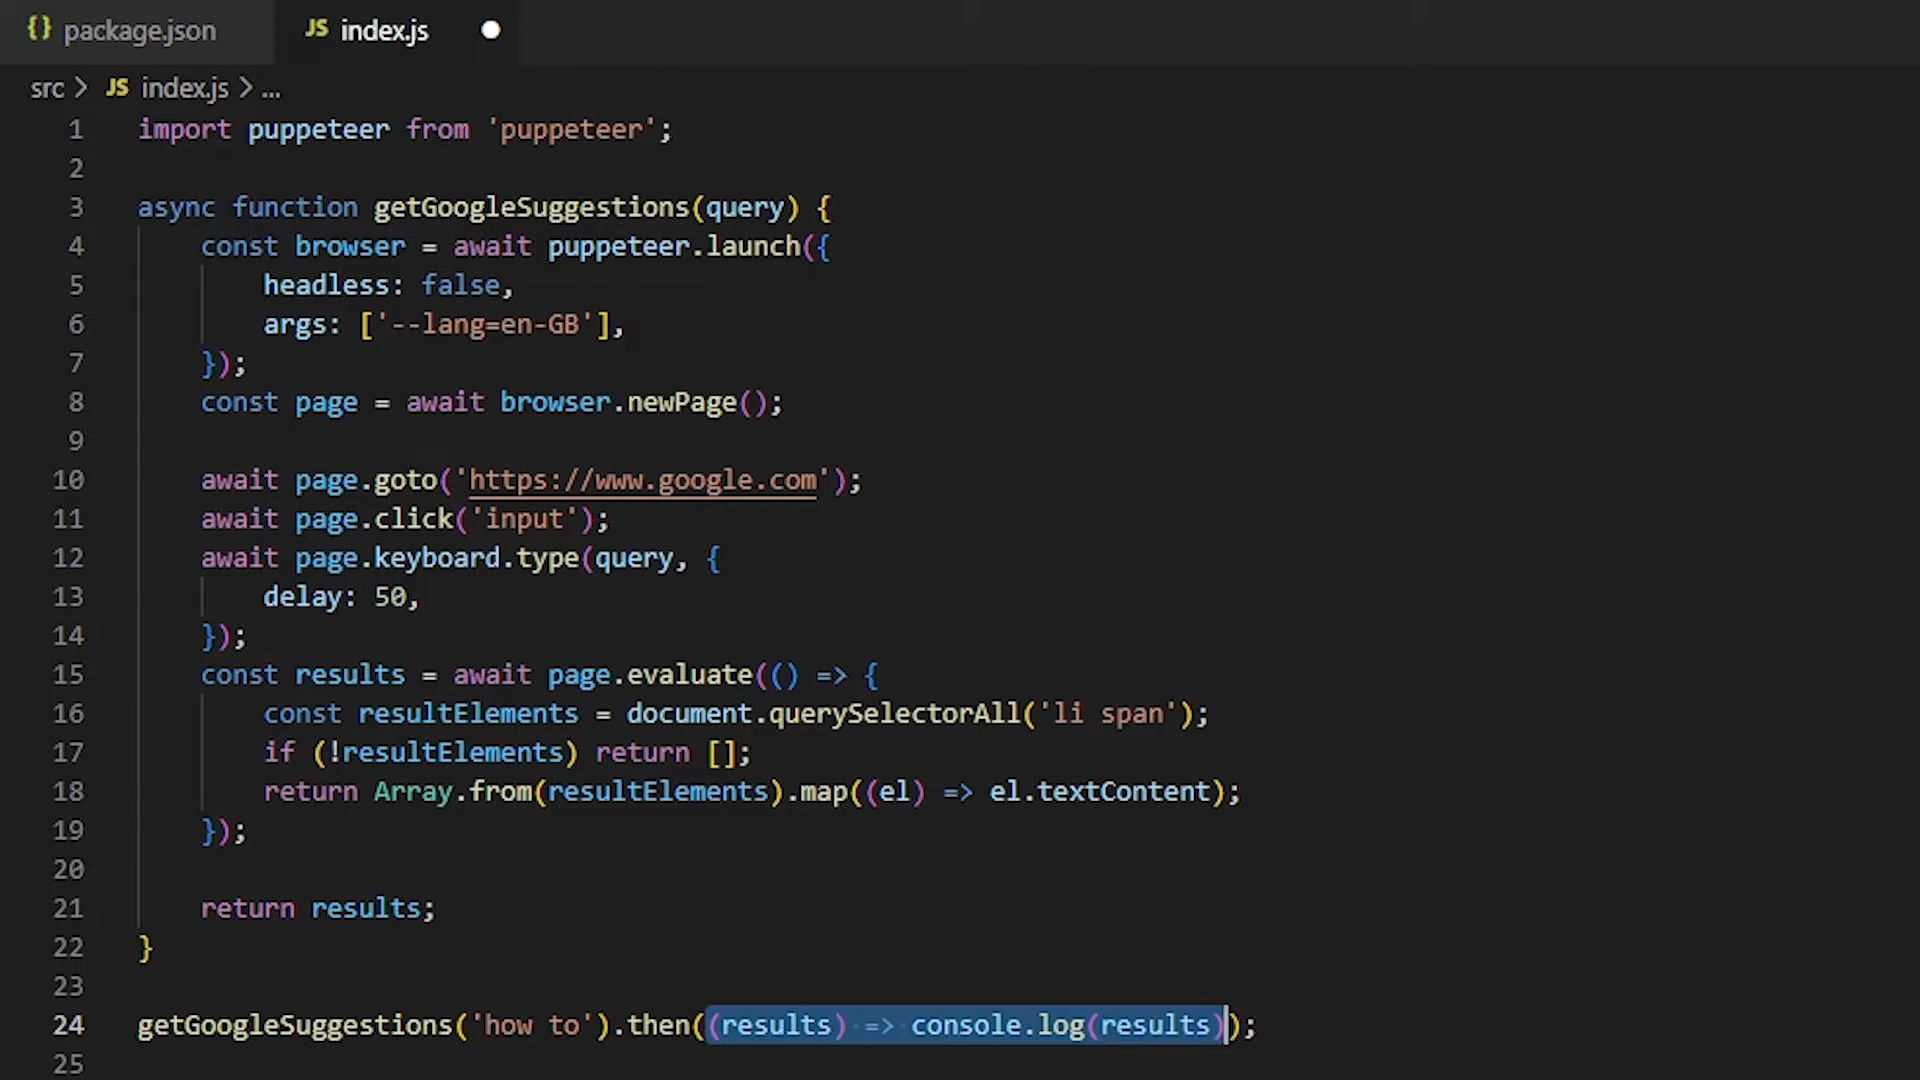 {} package.json JS index.js
src > JS index.js > ...
1 import puppeteer from 'puppeteer';
2
3 async function getGoogleSuggestions(query) {
4 const browser = await puppeteer.launch({
5 headless: false,
6 args: ['--lang=en-GB'],
7 });
8 const page = await browser.newPage();
9
10 await page.goto('https://www.google.com');
11 await page.click('input');
12 await page.keyboard.type(query, {
13 delay: 50,
14 });
15 const results = await page.evaluate(() => {
16 const resultElements = document.querySelectorAll('li span');
17 if (!resultElements) return [];
18 return Array.from(resultElements).map((el) => el.textContent);
19 });
20
21 return results;
22 }
23
24 getGoogleSuggestions('how to').then((results) => console.log(results));
25